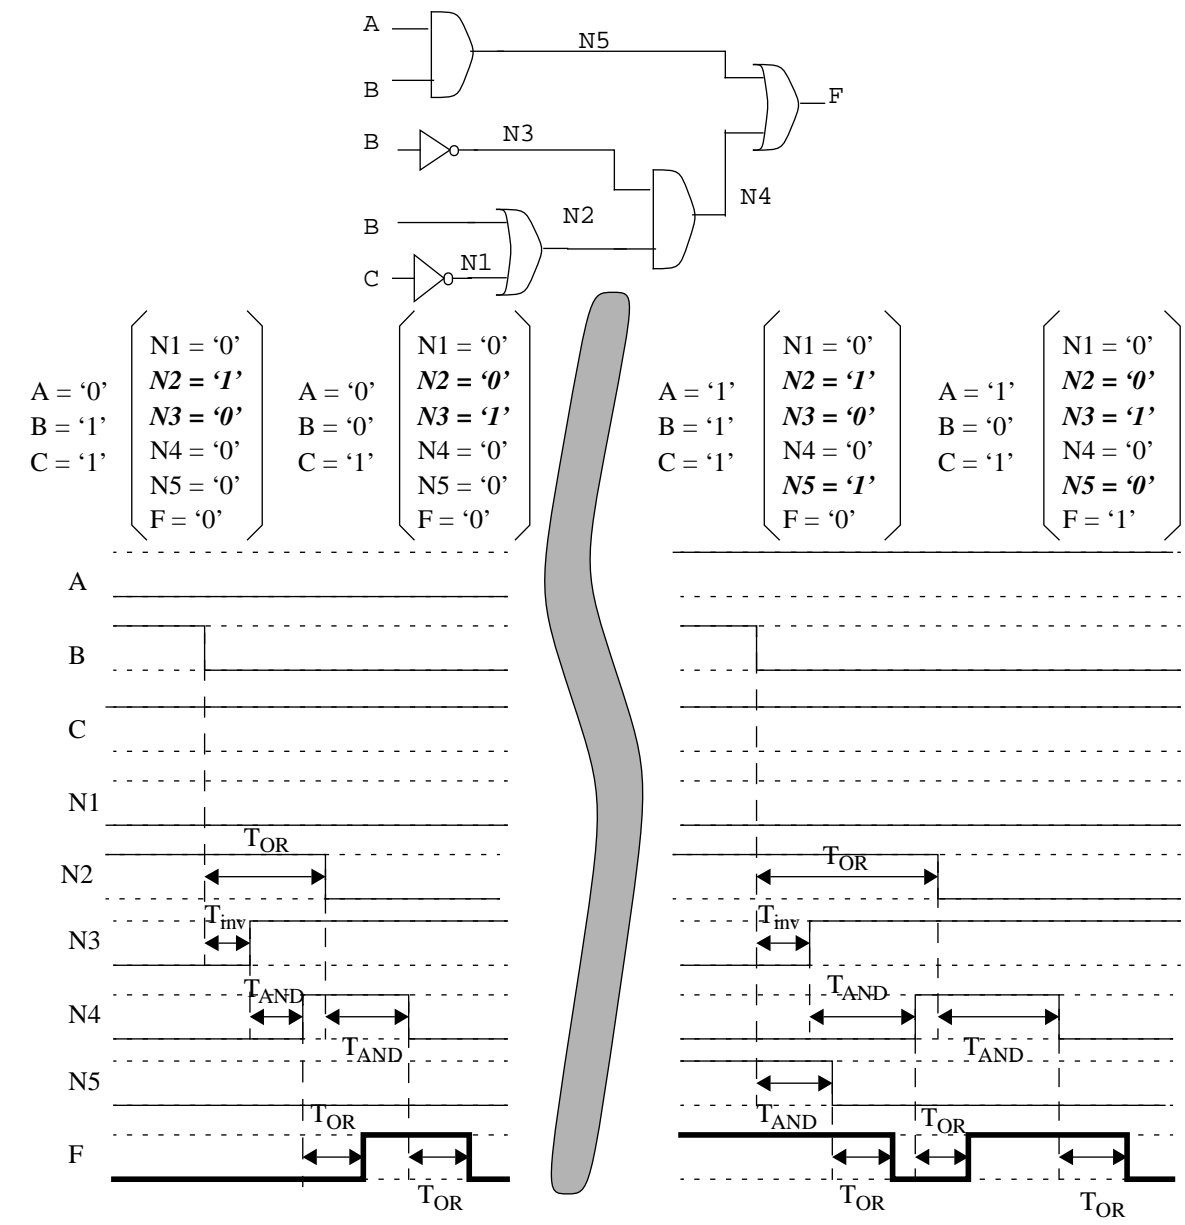 A
N5
B
F
B
N3
N4
B
N2
C
N1
A = ‘0’
B = ‘1’
C = ‘1’
N1 = ‘0’
N2 = ‘1’
N3 = ‘0’
N4 = ‘0’
N5 = ‘0’
F = ‘0’
A = ‘0’
B = ‘0’
C = ‘1’
N1 = ‘0’
N2 = ‘0’
N3 = ‘1’
N4 = ‘0’
N5 = ‘0’
F = ‘0’
A = ‘1’
B = ‘1’
C = ‘1’
N1 = ‘0’
N2 = ‘1’
N3 = ‘0’
N4 = ‘0’
N5 = ‘1’
F = ‘0’
A = ‘1’
B = ‘0’
C = ‘1’
N1 = ‘0’
N2 = ‘0’
N3 = ‘1’
N4 = ‘0’
N5 = ‘0’
F = ‘1’
A
B
C
N1
TOR
TOR
N2
Tinv
Tinv
N3
TAND
TAND
N4
TAND
TAND
N5
TOR
TAND
TOR
F
TOR
TOR
TOR